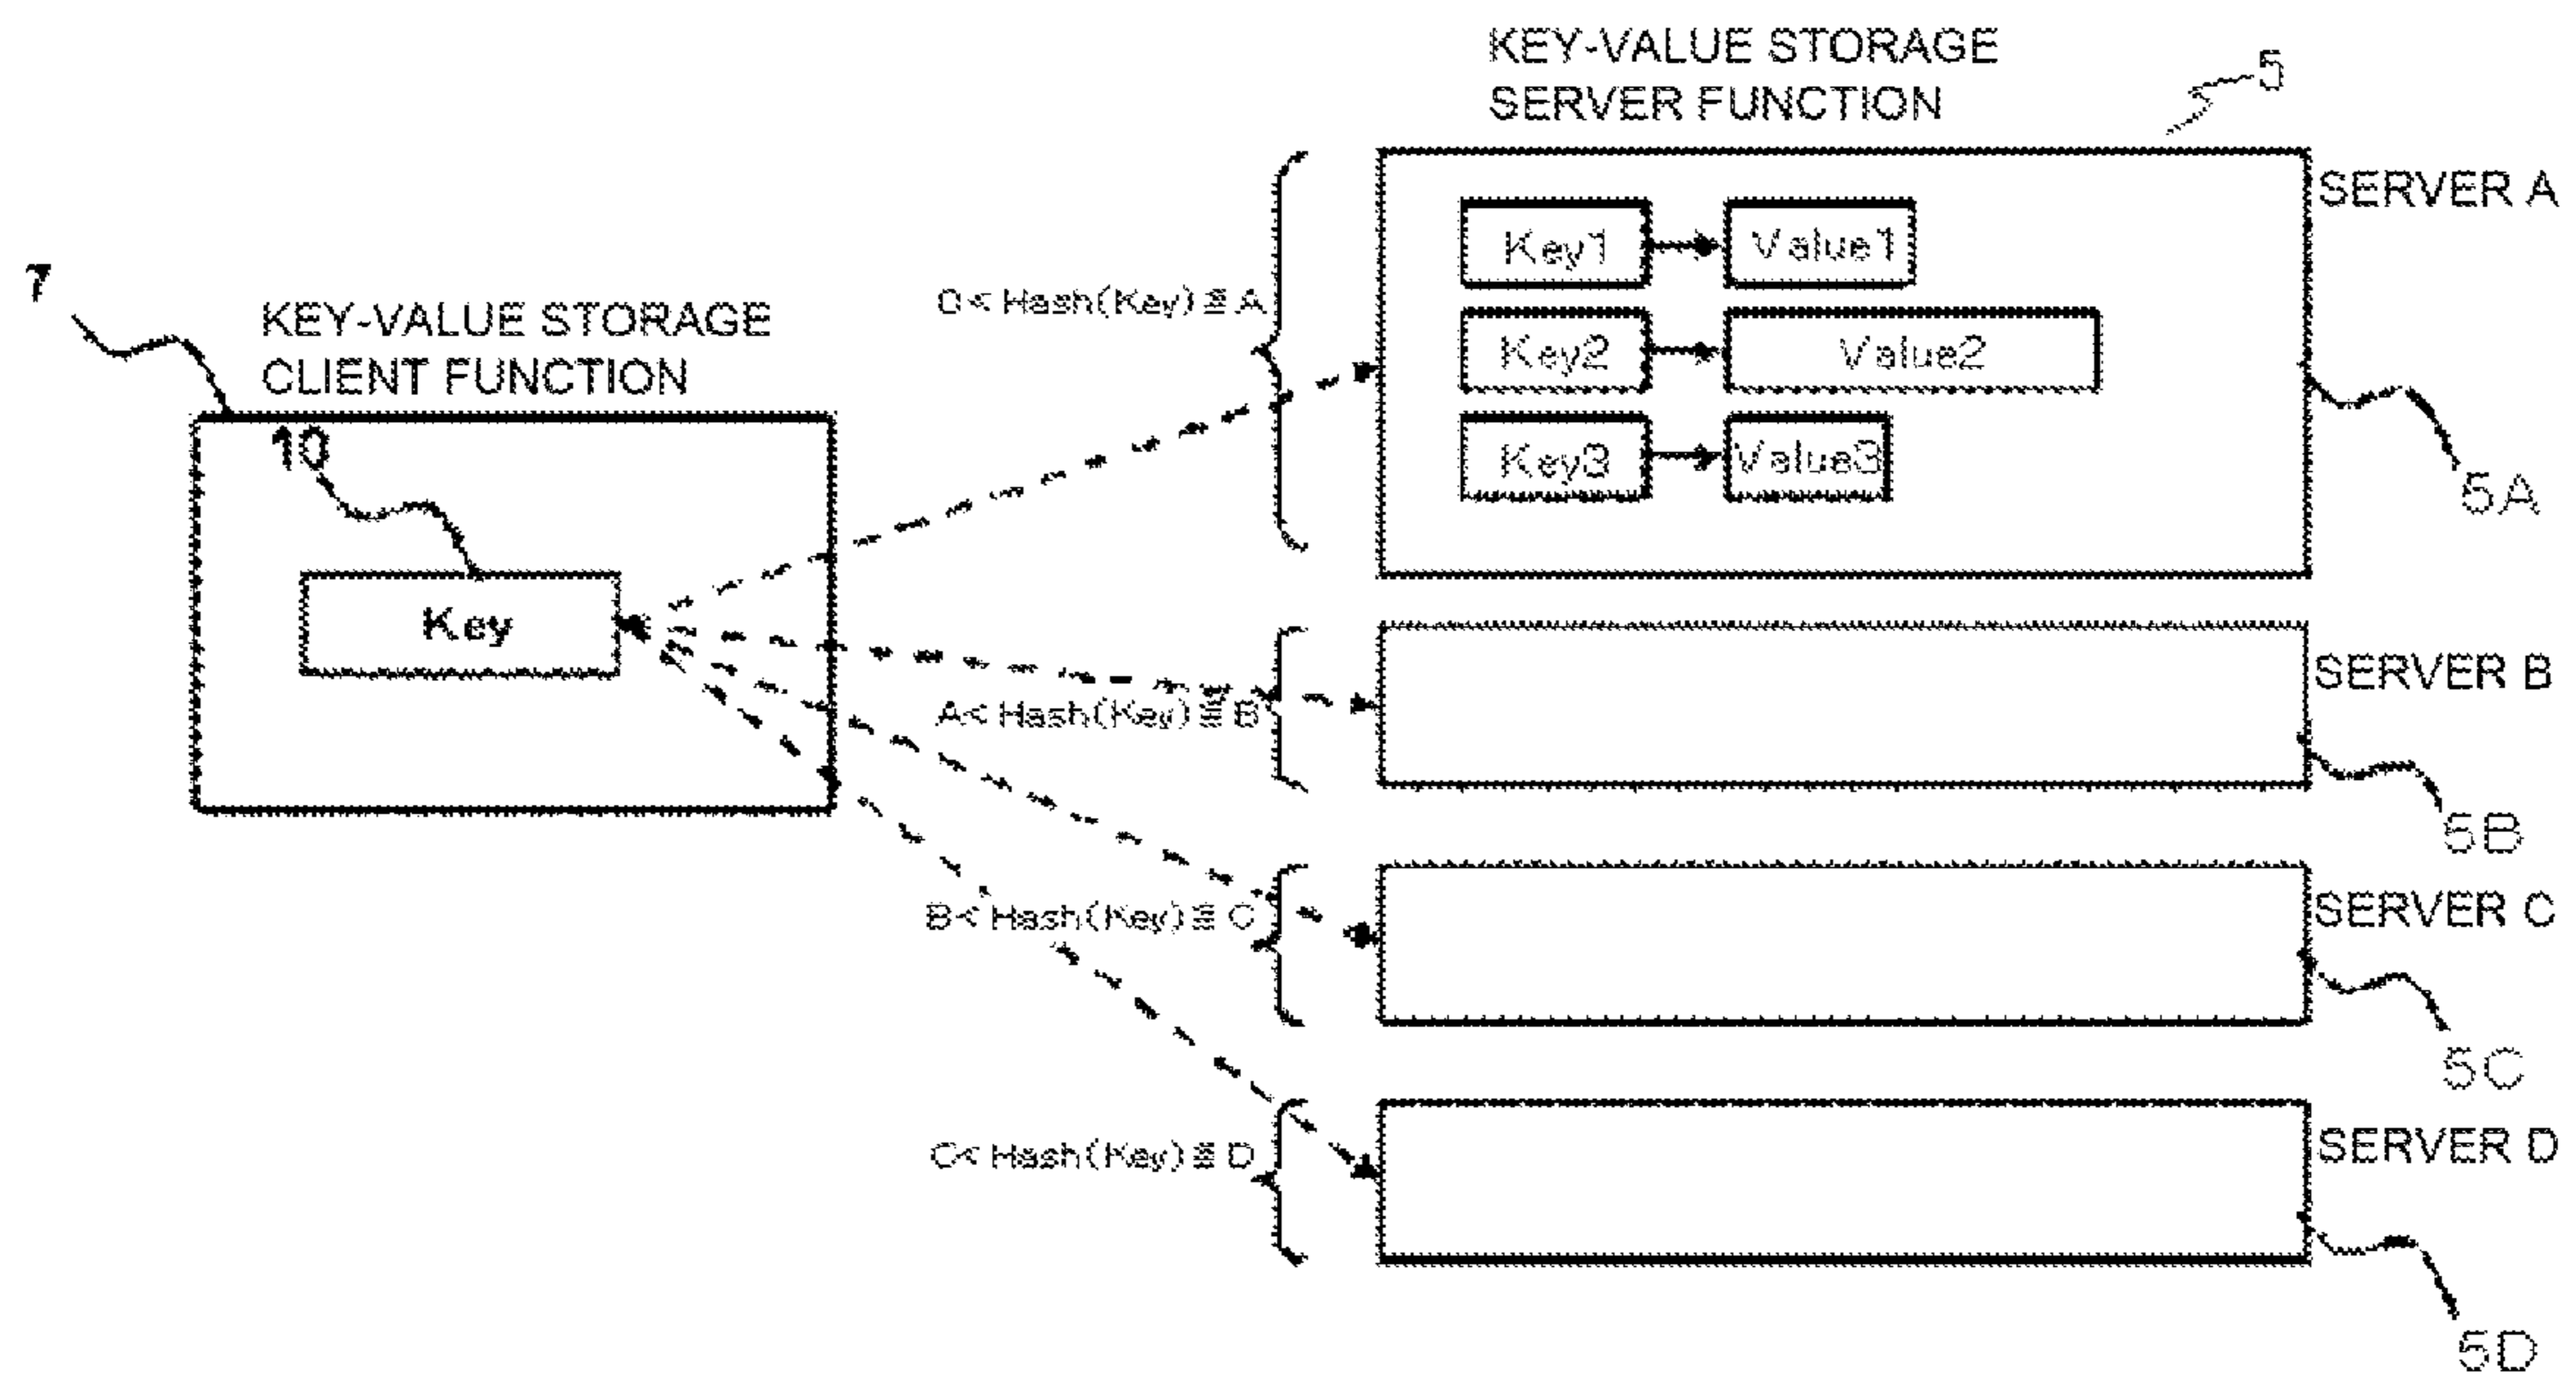 KEY-VALUE STORAGE
SERVER FUNCTION
5
SERVER A
Key1
Value1
7
KEY-VALUE STORAGE
CLIENT FUNCTION
0< Hash(Key)≦A
Key2
Value2
10
Key3
Value3
5A
Key
SERVER B
A< Hash(Key)≦B
5B
B< Hash(Key)≦C
SERVER C
5C
C< Hash(Key)≦D
SERVER D
5D